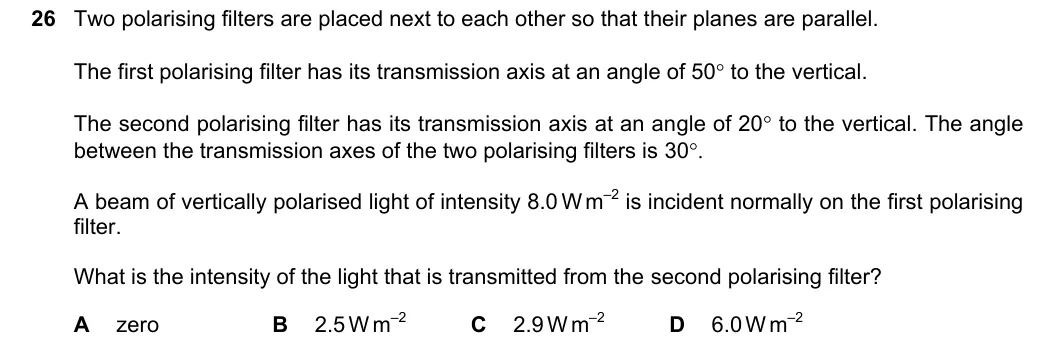 26 Two polarising filters are placed next to each other so that their planes are parallel.
The first polarising filter has its transmission axis at an angle of 50° to the vertical.
The second polarising filter has its transmission axis at an angle of 20° to the vertical. The angle
between the transmission axes of the two polarising filters is 30°.
A beam of vertically polarised light of intensity 8.0 W m⁻² is incident normally on the first polarising
filter.
What is the intensity of the light that is transmitted from the second polarising filter?
A zero B 2.5 W m⁻² C 2.9 W m⁻² D 6.0 W m⁻²